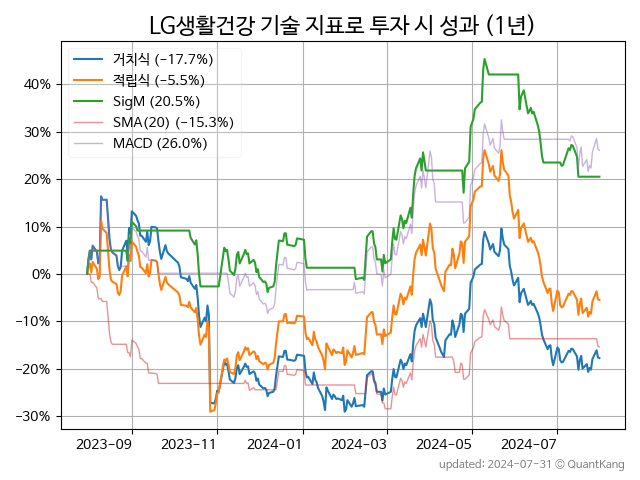 LG생활건강 기술 지표로 투자 시 성과 (1년)
거치식 (−17.7%)
적립식 (−5.5%)
SigM (20.5%)
SMA(20) (−15.3%)
MACD (26.0%)
40%
30%
20%
10%
0%
−10%
−20%
−30%
2023-09 2023-11 2024-01 2024-03 2024-05 2024-07
updated: 2024-07-31 © QuantKang